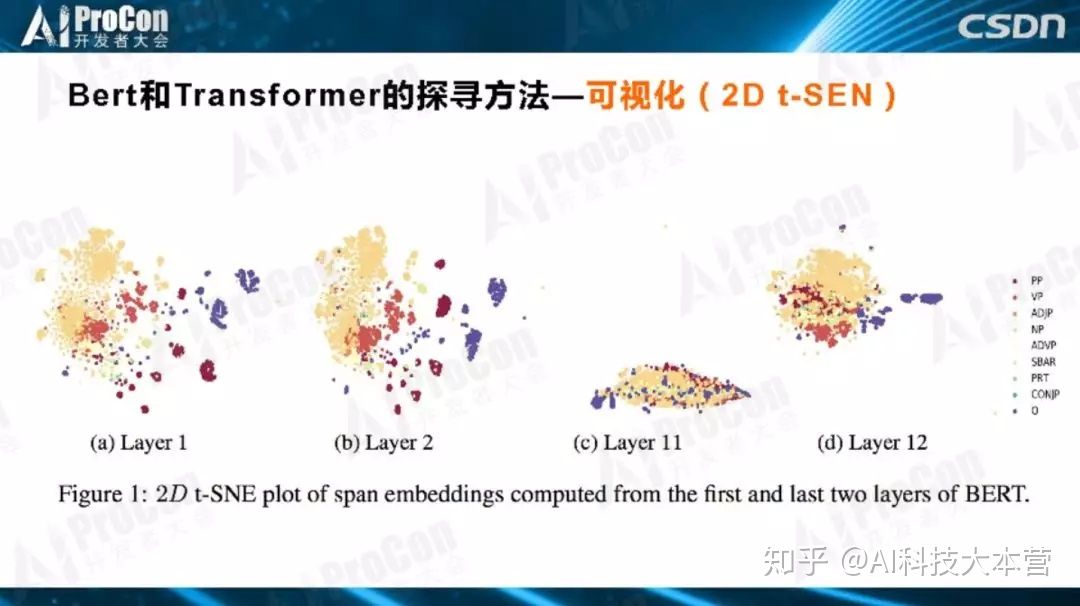 AI ProCon
开发者大会
CSDN
Bert和Transformer的探寻方法—可视化（2D t-SEN）
PP
VP
ADJP
NP
ADVP
SBAR
PRT
CONJP
O
(a) Layer 1
(b) Layer 2
(c) Layer 11
(d) Layer 12
Figure 1: 2D t-SNE plot of span embeddings computed from the first and last two layers of BERT.
知乎 @AI科技大本营